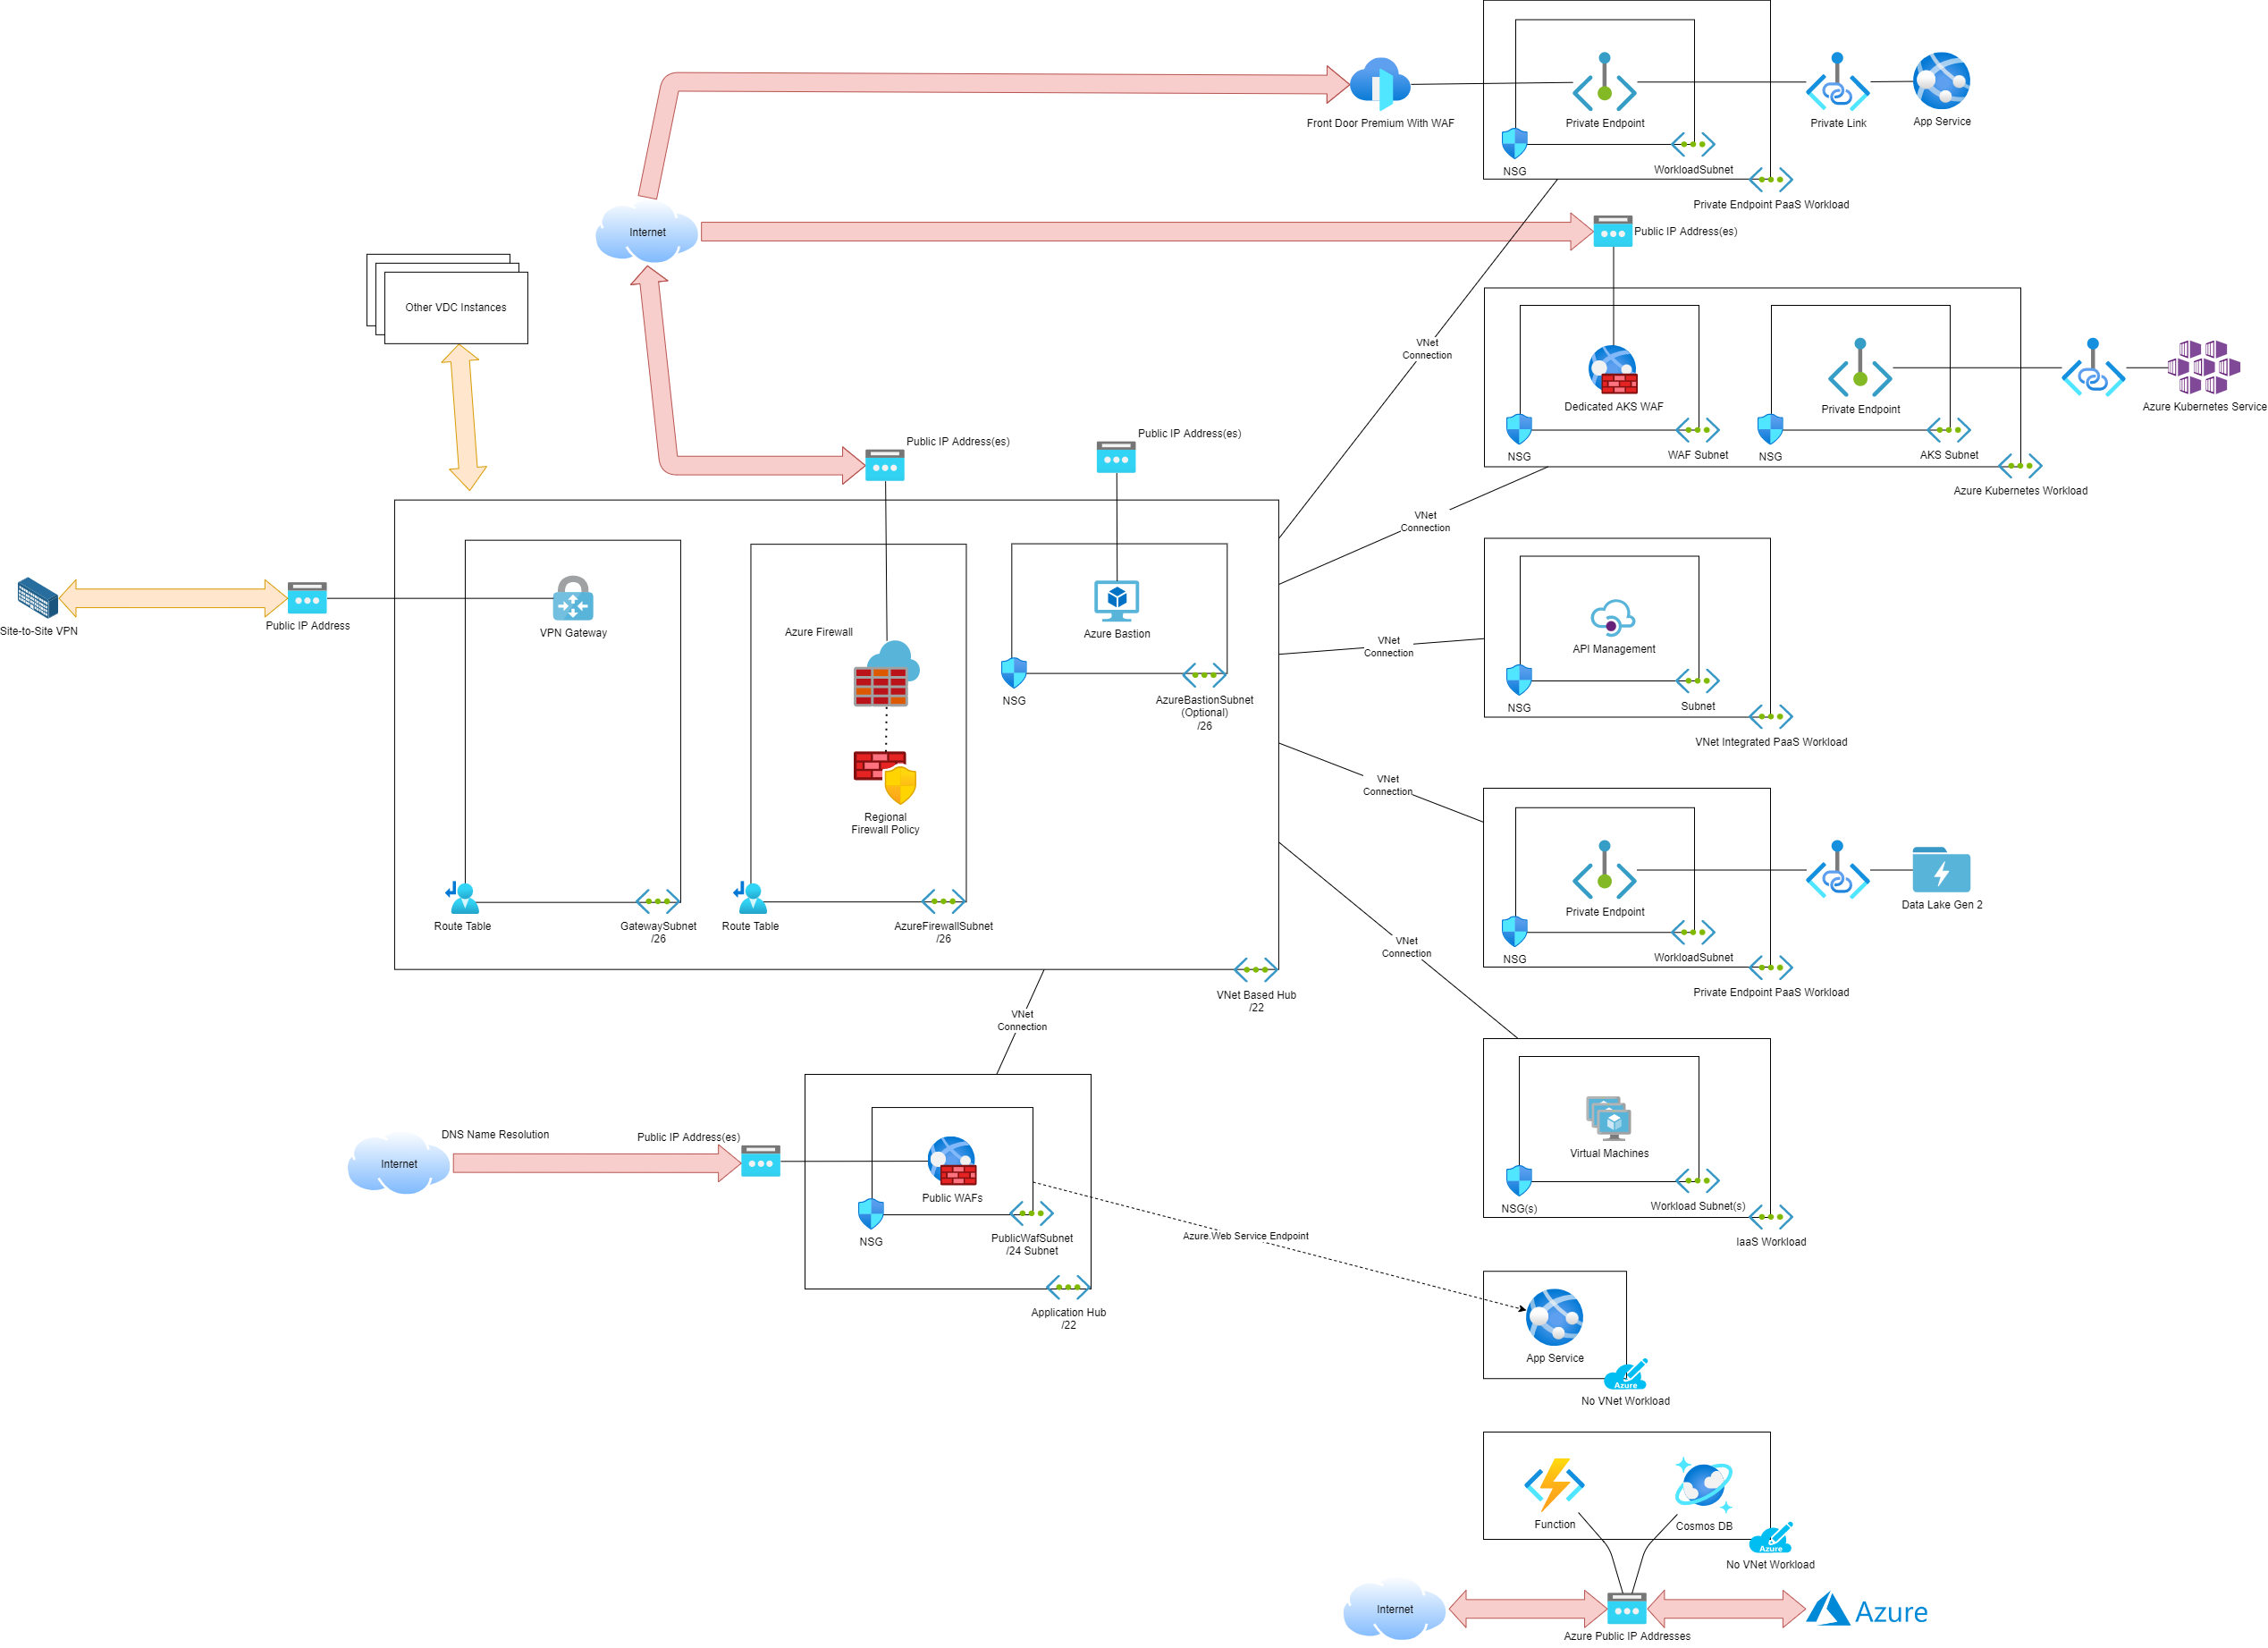 Front Door Premium With WAF
Private Endpoint
Private Link
App Service
NSG
WorkloadSubnet
Private Endpoint PaaS Workload
Internet
Public IP Address(es)
Other VDC Instances
VNet
Connection
Dedicated AKS WAF
Private Endpoint
Azure Kubernetes Service
NSG
WAF Subnet
NSG
AKS Subnet
Azure Kubernetes Workload
Public IP Address(es)
Public IP Address(es)
VNet
Connection
Site-to-Site VPN
Public IP Address
VPN Gateway
Azure Firewall
Azure Bastion
NSG
AzureBastionSubnet
(Optional)
/26
Regional
Firewall Policy
Route Table
GatewaySubnet
/26
Route Table
AzureFirewallSubnet
/26
VNet Based Hub
/22
VNet
Connection
API Management
NSG
Subnet
VNet Integrated PaaS Workload
VNet
Connection
Private Endpoint
Data Lake Gen 2
NSG
WorkloadSubnet
Private Endpoint PaaS Workload
VNet
Connection
VNet
Connection
Virtual Machines
NSG(s)
Workload Subnet(s)
IaaS Workload
Internet
DNS Name Resolution
Public IP Address(es)
Public WAFs
NSG
PublicWafSubnet
/24 Subnet
Application Hub
/22
Azure.Web Service Endpoint
App Service
Azure
No VNet Workload
Function
Cosmos DB
Azure
No VNet Workload
Internet
Azure Public IP Addresses
Azure